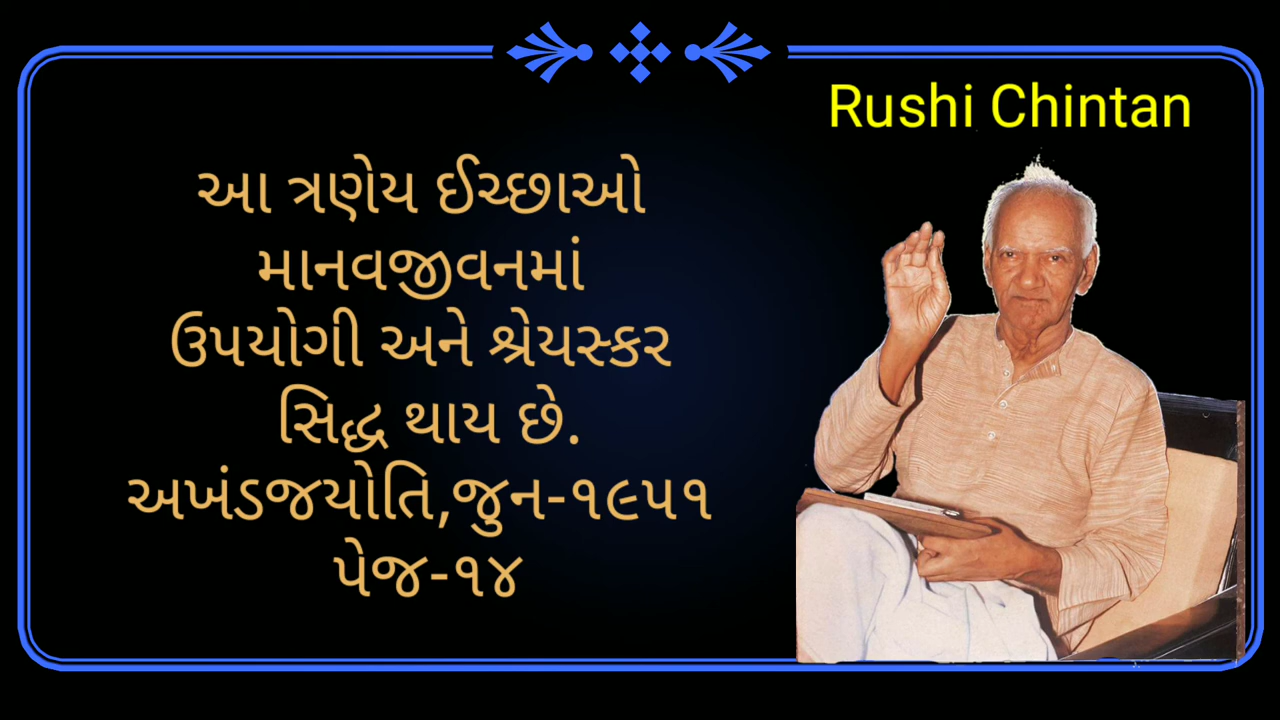 Rushi Chintan
આ ત્રણેય ઈચ્છાઓ
માનવજીવનમાં
ઉપયોગી અને શ્રેયસ્કર
સિદ્ધ થાય છે.
અખંડજયોતિ,જુન-૧૯૫૧
પેજ-૧૪